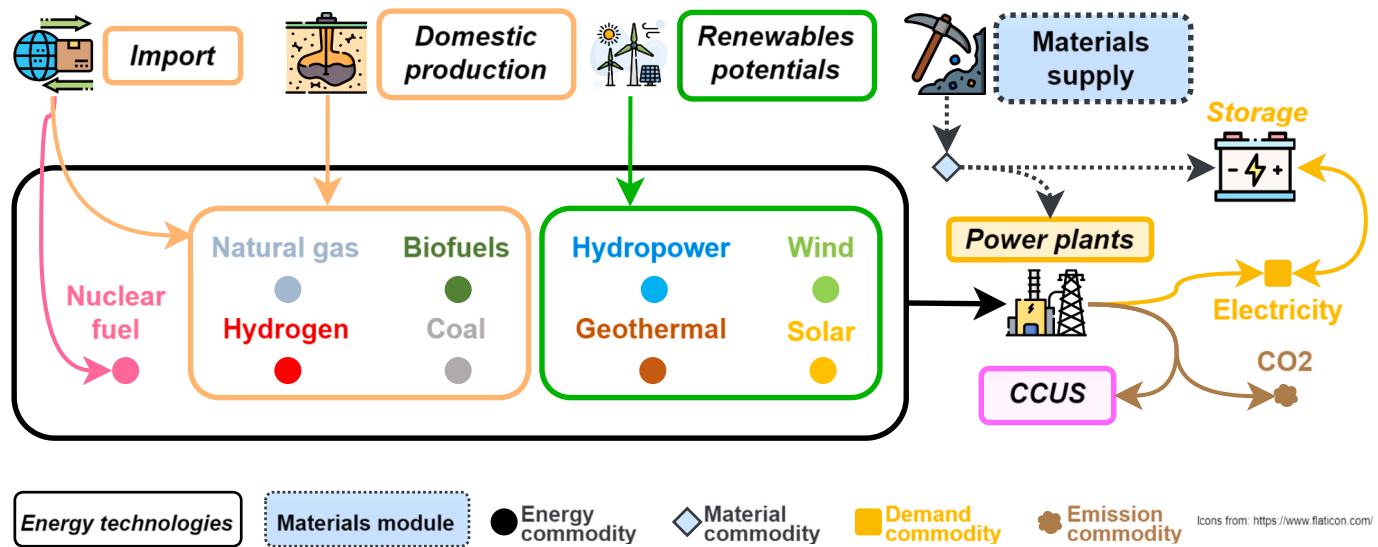 Import
Domestic
production
Renewables
potentials
Materials
supply
Storage
Power plants
Natural gas
Biofuels
Hydropower
Wind
Nuclear
fuel
Hydrogen
Coal
Geothermal
Solar
Electricity
CCUS
CO2
Energy technologies
Materials module
Energy
commodity
Material
commodity
Demand
commodity
Emission
commodity
Icons from: https://www.flaticon.com/